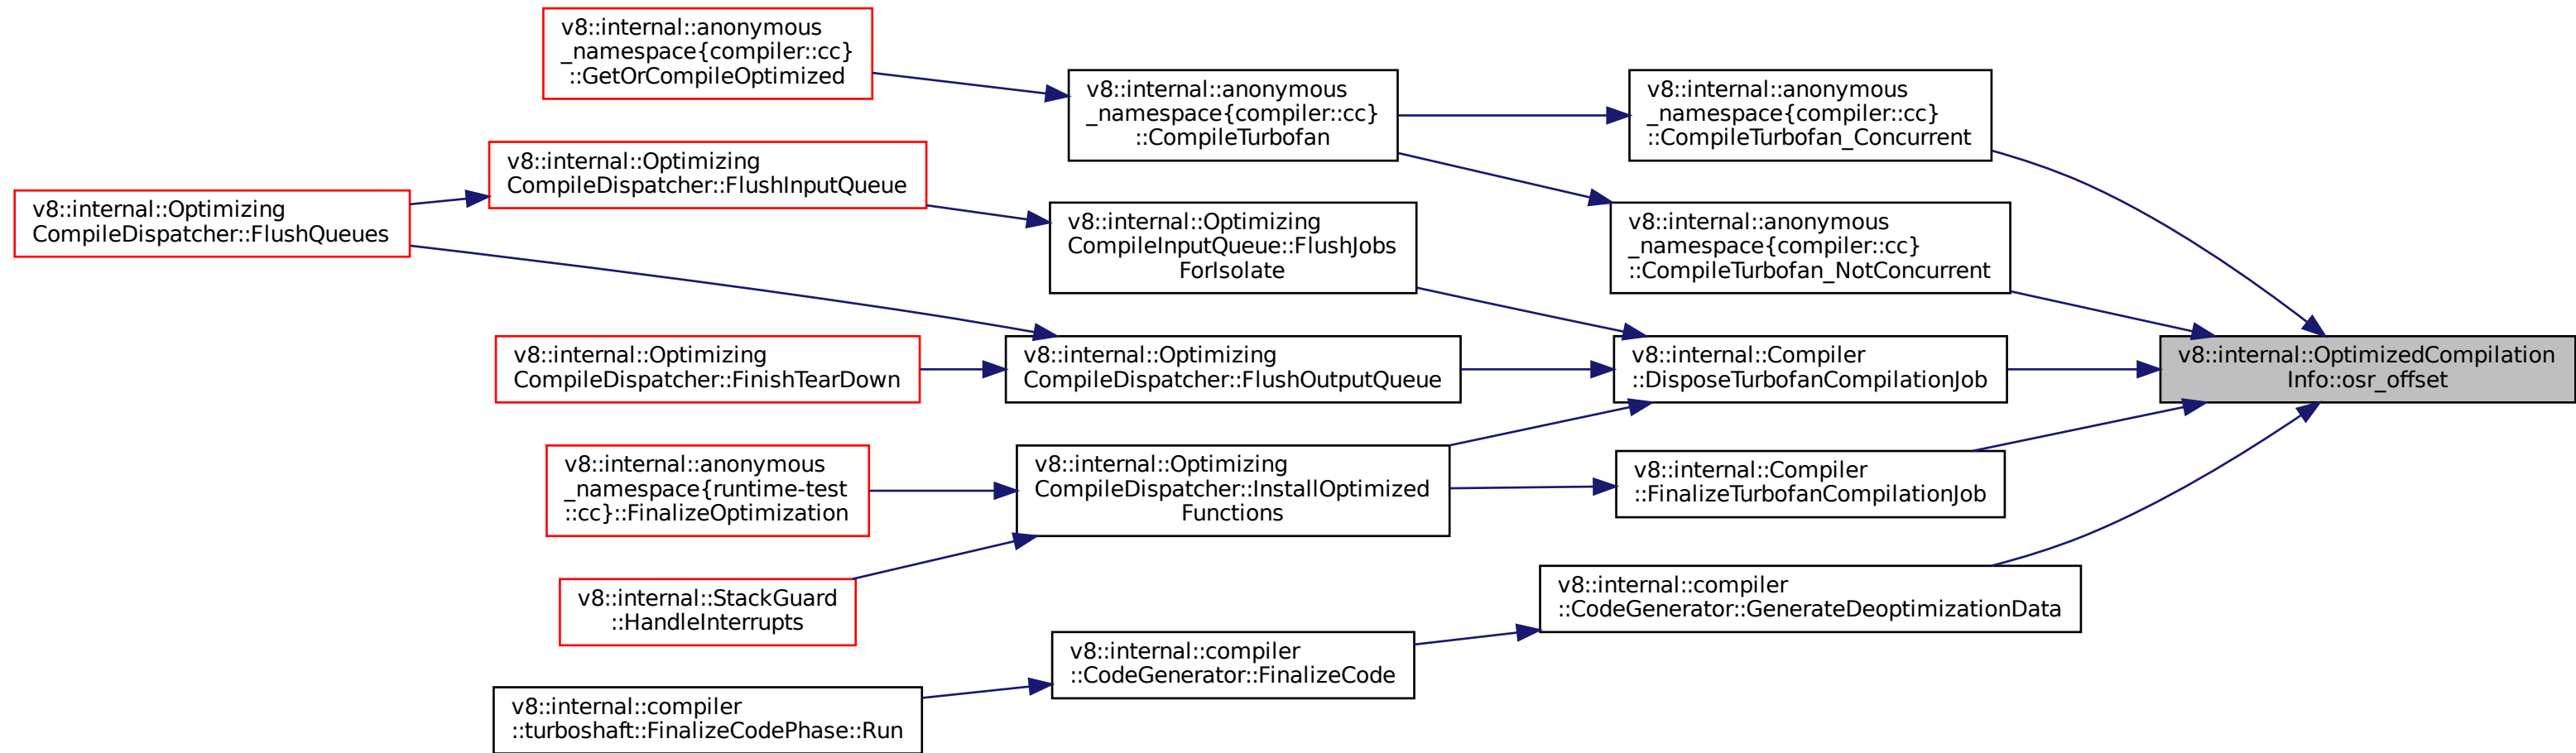 v8::internal::anonymous
_namespace{compiler::cc}
::GetOrCompileOptimized
v8::internal::anonymous
_namespace{compiler::cc}
::CompileTurbofan
v8::internal::anonymous
_namespace{compiler::cc}
::CompileTurbofan_Concurrent
v8::internal::Optimizing
CompileDispatcher::FlushInputQueue
v8::internal::Optimizing
CompileDispatcher::FlushQueues
v8::internal::Optimizing
CompileInputQueue::FlushJobs
ForIsolate
v8::internal::anonymous
_namespace{compiler::cc}
::CompileTurbofan_NotConcurrent
v8::internal::Optimizing
CompileDispatcher::FinishTearDown
v8::internal::Optimizing
CompileDispatcher::FlushOutputQueue
v8::internal::Compiler
::DisposeTurbofanCompilationJob
v8::internal::OptimizedCompilation
Info::osr_offset
v8::internal::anonymous
_namespace{runtime-test
::cc}::FinalizeOptimization
v8::internal::Optimizing
CompileDispatcher::InstallOptimized
Functions
v8::internal::Compiler
::FinalizeTurbofanCompilationJob
v8::internal::StackGuard
::HandleInterrupts
v8::internal::compiler
::CodeGenerator::GenerateDeoptimizationData
v8::internal::compiler
::CodeGenerator::FinalizeCode
v8::internal::compiler
::turboshaft::FinalizeCodePhase::Run